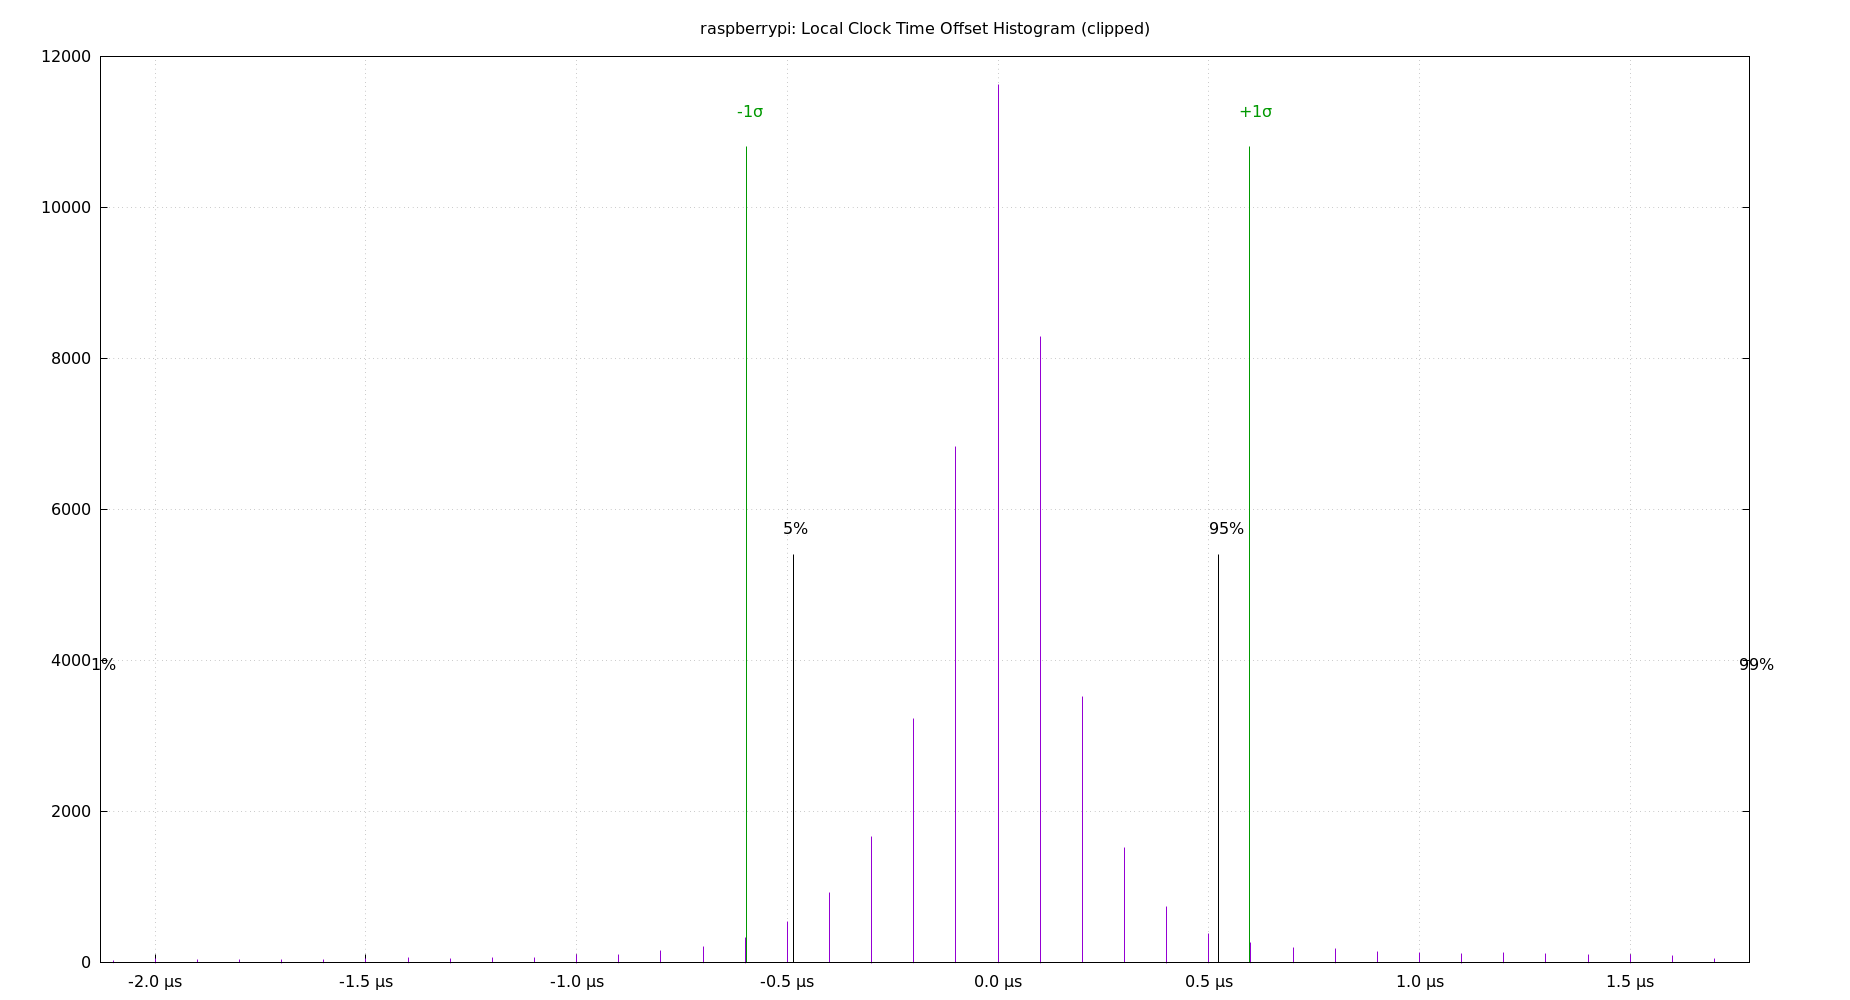 raspberrypi: Local Clock Time Offset Histogram (clipped)
12000
-1σ +1σ
10000
8000
6000
5% 95%
4000 1% 99%
2000
0
-2.0 µs -1.5 µs -1.0 µs -0.5 µs 0.0 µs 0.5 µs 1.0 µs 1.5 µs